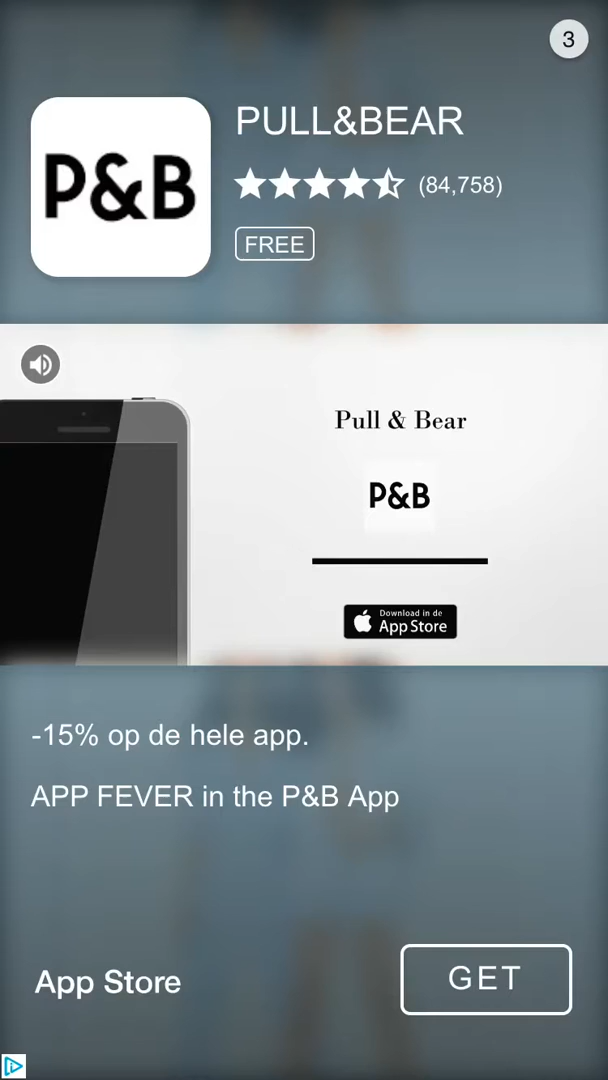 3
P&B
PULL&BEAR
(84,758)
FREE
Pull & Bear
P&B
Download in de
App Store
-15% op de hele app.
APP FEVER in the P&B App
App Store
GET